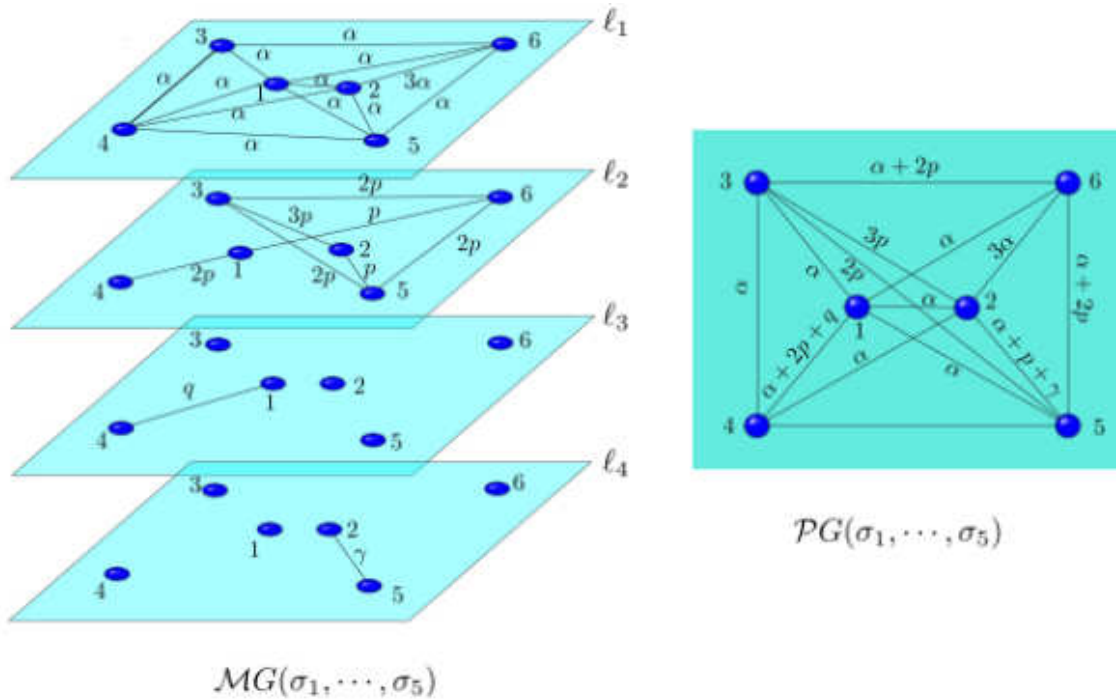 ℓ₁
3
α
6
α
α
α
α
α
3α
1
2
α
α
α
α
4
α
5
ℓ₂
3
2p
6
p
3p
2
2p
1
2p
2p
p
4
5
ℓ₃
3
6
q
1
2
4
5
ℓ₄
3
6
1
2
γ
4
5
MG(σ₁, ⋯, σ₅)
3
α + 2p
6
3p
α
3α
α
2p
α
α + 2p
α
1
2
α + 2p + q
α
α
α + p + γ
4
5
PG(σ₁, ⋯, σ₅)